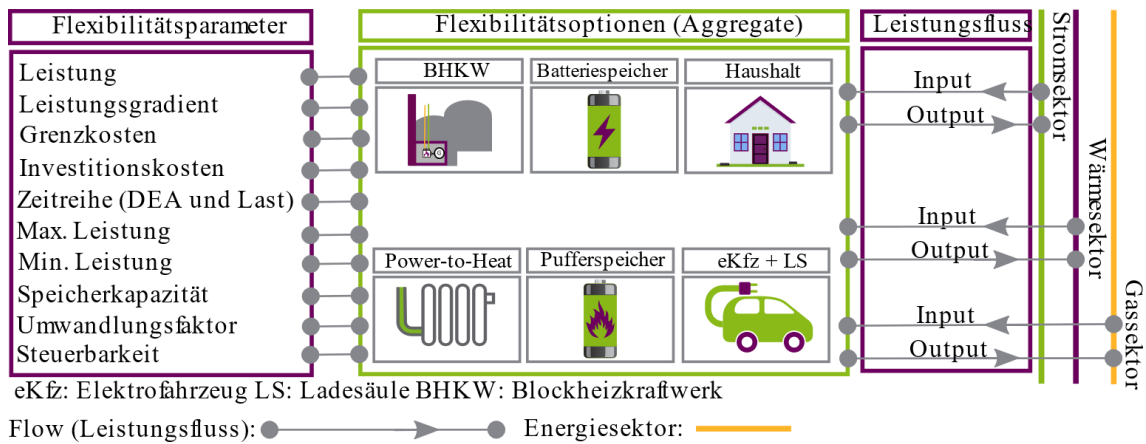 Flexibilitätsparameter
Leistung
Leistungsgradient
Grenzkosten
Investitionskosten
Zeitreihe (DEA und Last)
Max. Leistung
Min. Leistung
Speicherkapazität
Umwandlungsfaktor
Steuerbarkeit
Flexibilitätsoptionen (Aggregate)
BHKW
Batteriespeicher
Haushalt
Power-to-Heat
Pufferspeicher
eKfz + LS
Leistungsfluss
Input
Output
Input
Output
Input
Output
Stromsektor
Wärmesektor
Gassektor
eKfz: Elektrofahrzeug LS: Ladesäule BHKW: Blockheizkraftwerk
Flow (Leistungsfluss):
Energiesektor: